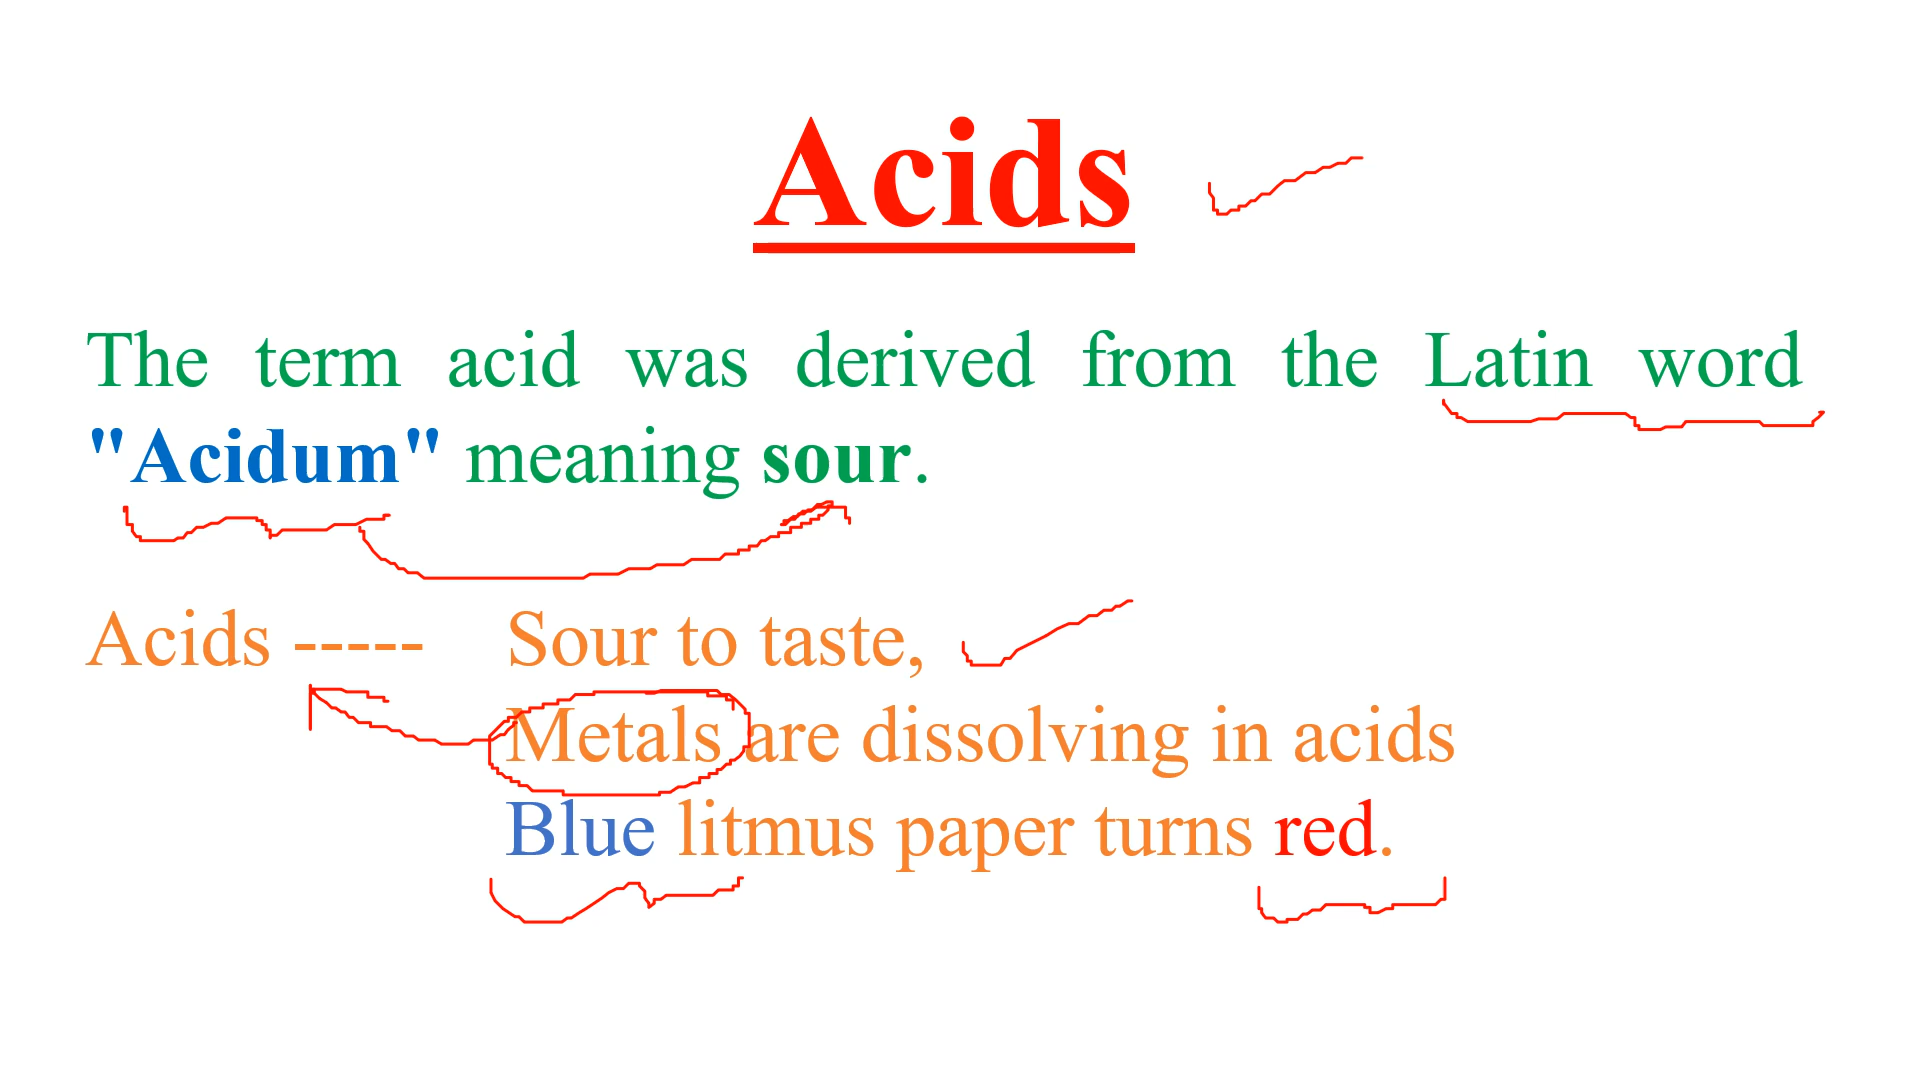 Acids
The term acid was derived from the Latin word
"Acidum" meaning sour.
Acids ----- Sour to taste,
Metals are dissolving in acids
Blue litmus paper turns red.